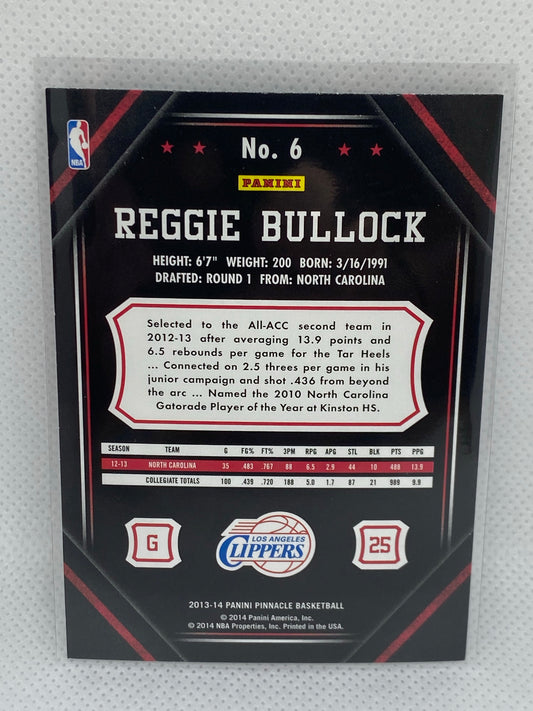 NBA
★ ★ No. 6 ★ ★
PANINI
REGGIE BULLOCK
HEIGHT: 6'7" WEIGHT: 200 BORN: 3/16/1991
DRAFTED: ROUND 1 FROM: NORTH CAROLINA
Selected to the All-ACC second team in
2012-13 after averaging 13.9 points and
6.5 rebounds per game for the Tar Heels
... Connected on 2.5 threes per game in his
junior campaign and shot .436 from beyond
the arc ... Named the 2010 North Carolina
Gatorade Player of the Year at Kinston HS.
SEASON TEAM G FG% FT% 3PM RPG APG STL BLK PTS PPG
12-13 NORTH CAROLINA 35 .483 .767 88 6.5 2.9 44 10 488 13.9
COLLEGIATE TOTALS 100 .439 .720 188 5.0 1.7 87 21 989 9.9
G
LOS ANGELES
CLIPPERS
25
2013-14 PANINI PINNACLE BASKETBALL
© 2014 Panini America, Inc.
© 2014 NBA Properties, Inc. Printed in the USA.